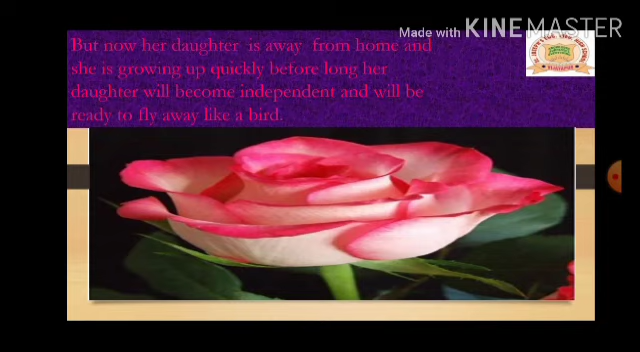 Made with KINEMASTER
But now her daughter is away from home and
she is growing up quickly before long her
daughter will become independent and will be
ready to fly away like a bird.